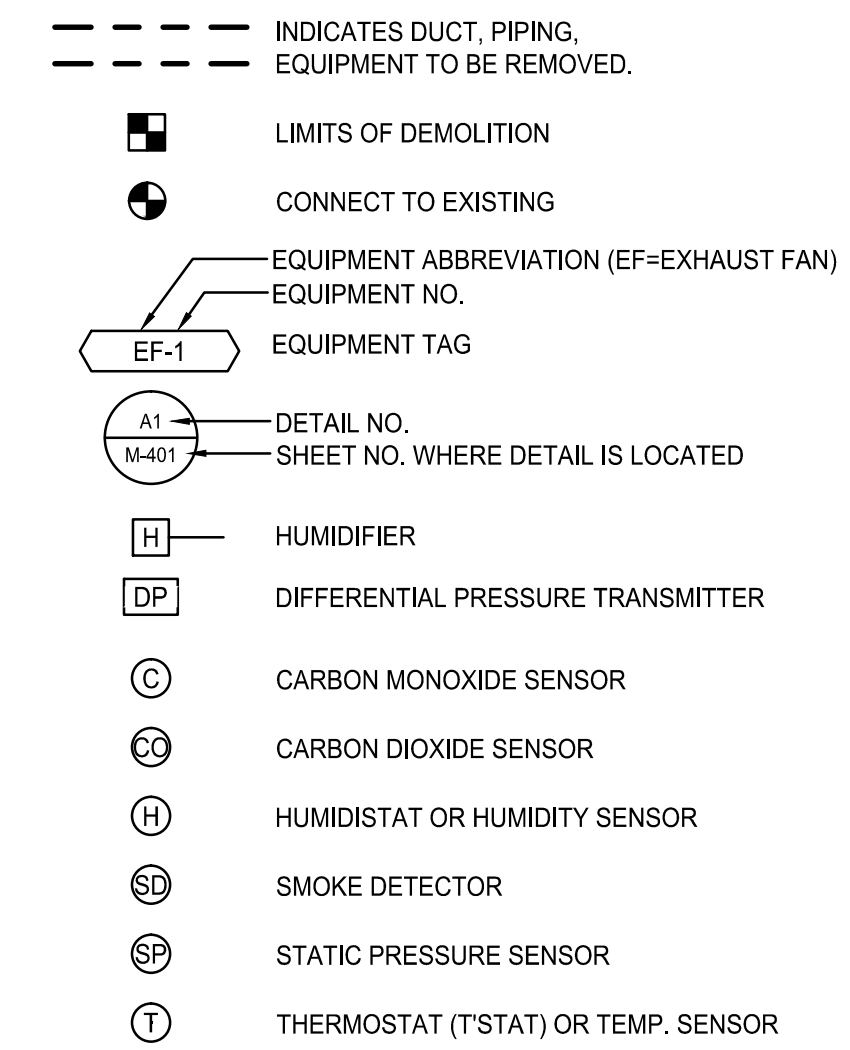 INDICATES DUCT, PIPING,
EQUIPMENT TO BE REMOVED.
LIMITS OF DEMOLITION
CONNECT TO EXISTING
EQUIPMENT ABBREVIATION (EF=EXHAUST FAN)
EQUIPMENT NO.
EF-1 EQUIPMENT TAG
A1 DETAIL NO.
M-401 SHEET NO. WHERE DETAIL IS LOCATED
H HUMIDIFIER
DP DIFFERENTIAL PRESSURE TRANSMITTER
C CARBON MONOXIDE SENSOR
CO CARBON DIOXIDE SENSOR
H HUMIDISTAT OR HUMIDITY SENSOR
SD SMOKE DETECTOR
SP STATIC PRESSURE SENSOR
T THERMOSTAT (T'STAT) OR TEMP. SENSOR